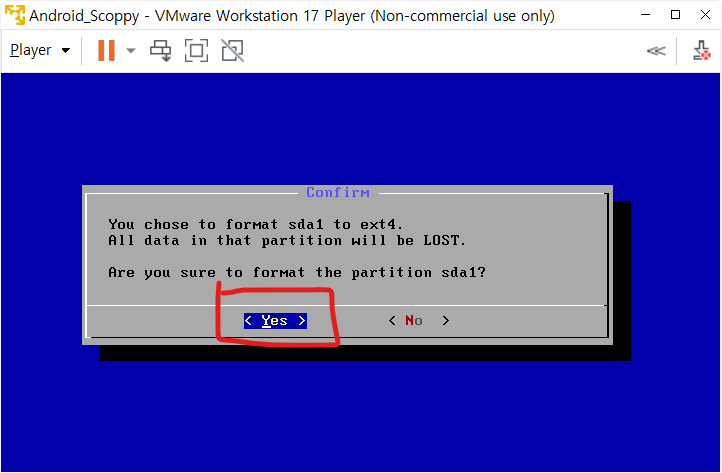 Android_Scoppy - VMware Workstation 17 Player (Non-commercial use only)
Player
Confirm
You chose to format sda1 to ext4.
All data in that partition will be LOST.
Are you sure to format the partition sda1?
< Yes > < No >